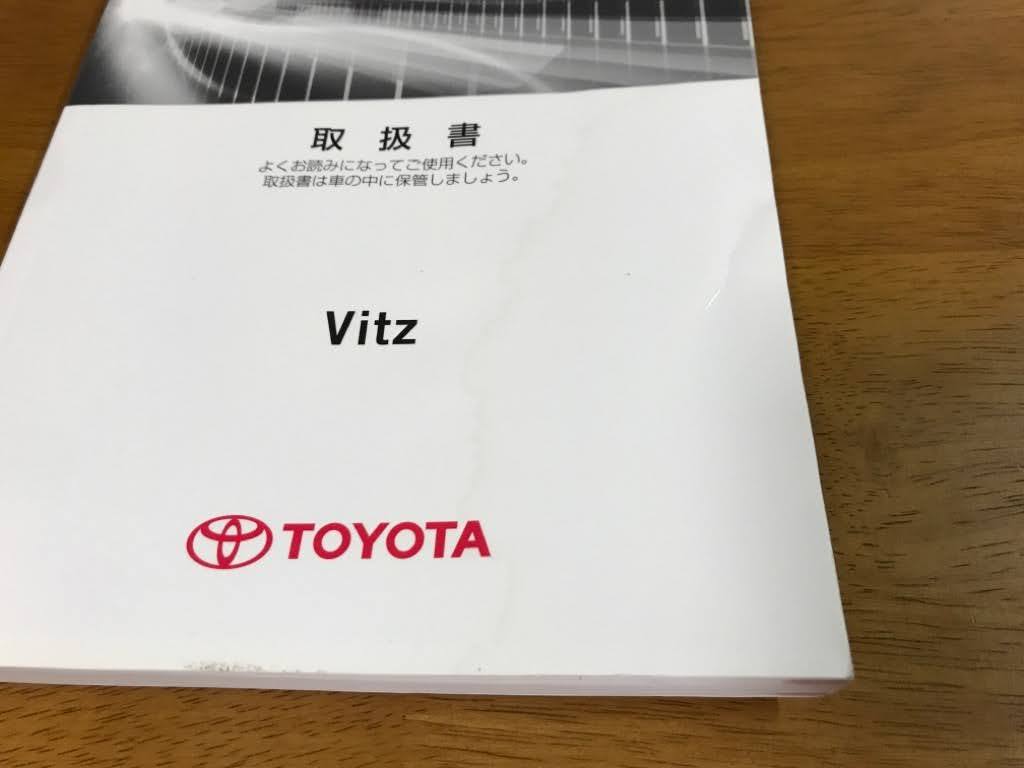 取扱書
よくお読みになってご使用ください。
取扱書は車の中に保管しましょう。
Vitz
TOYOTA